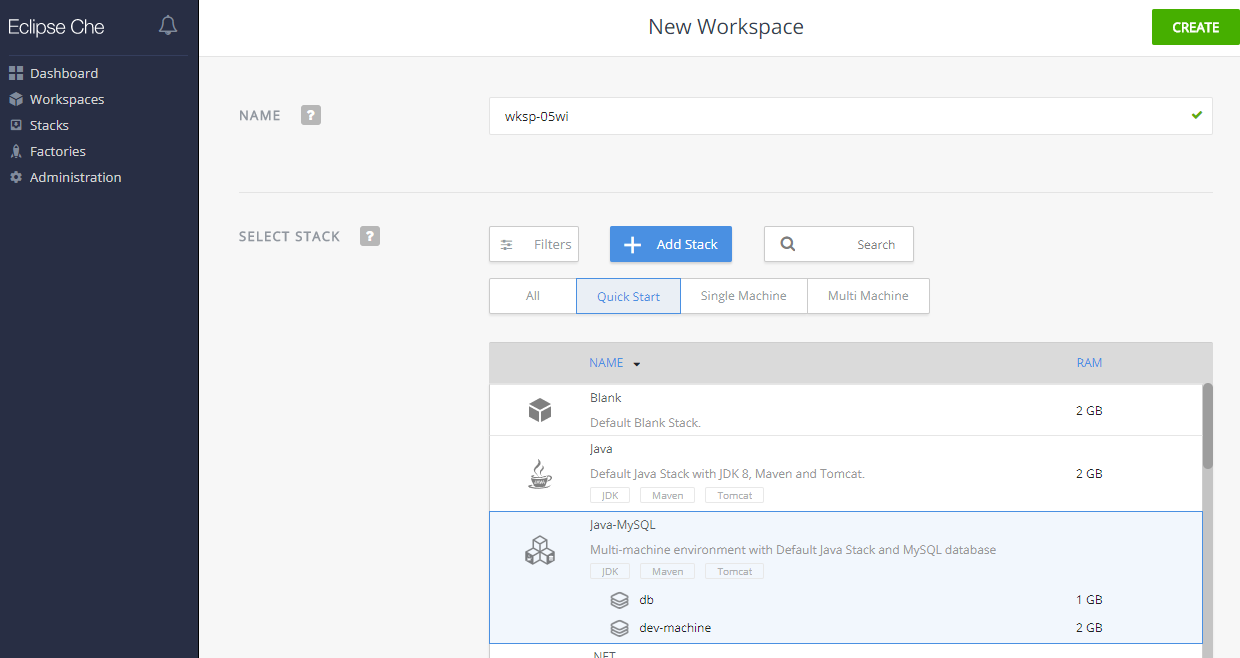 Eclipse Che
New Workspace
CREATE
Dashboard
Workspaces
Stacks
Factories
Administration
NAME ?
wksp-05wi
SELECT STACK ?
Filters
Add Stack
Search
All
Quick Start
Single Machine
Multi Machine
NAME RAM
Blank
Default Blank Stack.
2 GB
Java
Default Java Stack with JDK 8, Maven and Tomcat.
2 GB
JDK Maven Tomcat
Java-MySQL
Multi-machine environment with Default Java Stack and MySQL database
JDK Maven Tomcat
db 1 GB
dev-machine 2 GB
.NET